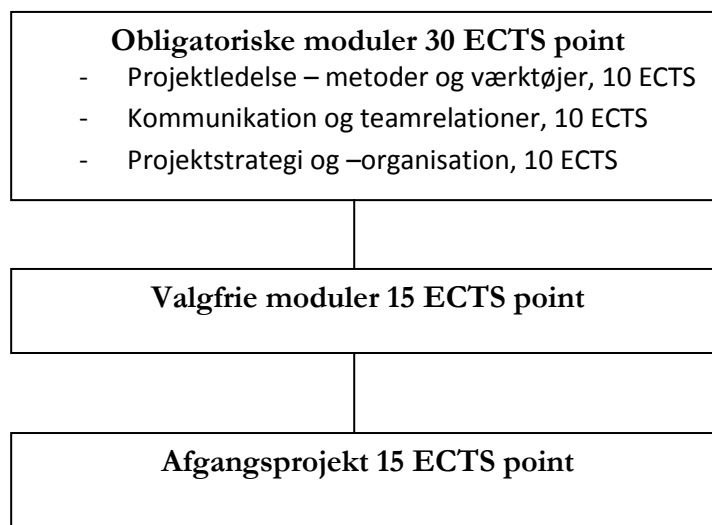 Obligatoriske moduler 30 ECTS point
- Projektledelse – metoder og værktøjer, 10 ECTS
- Kommunikation og teamrelationer, 10 ECTS
- Projektstrategi og –organisation, 10 ECTS
Valgfrie moduler 15 ECTS point
Afgangsprojekt 15 ECTS point